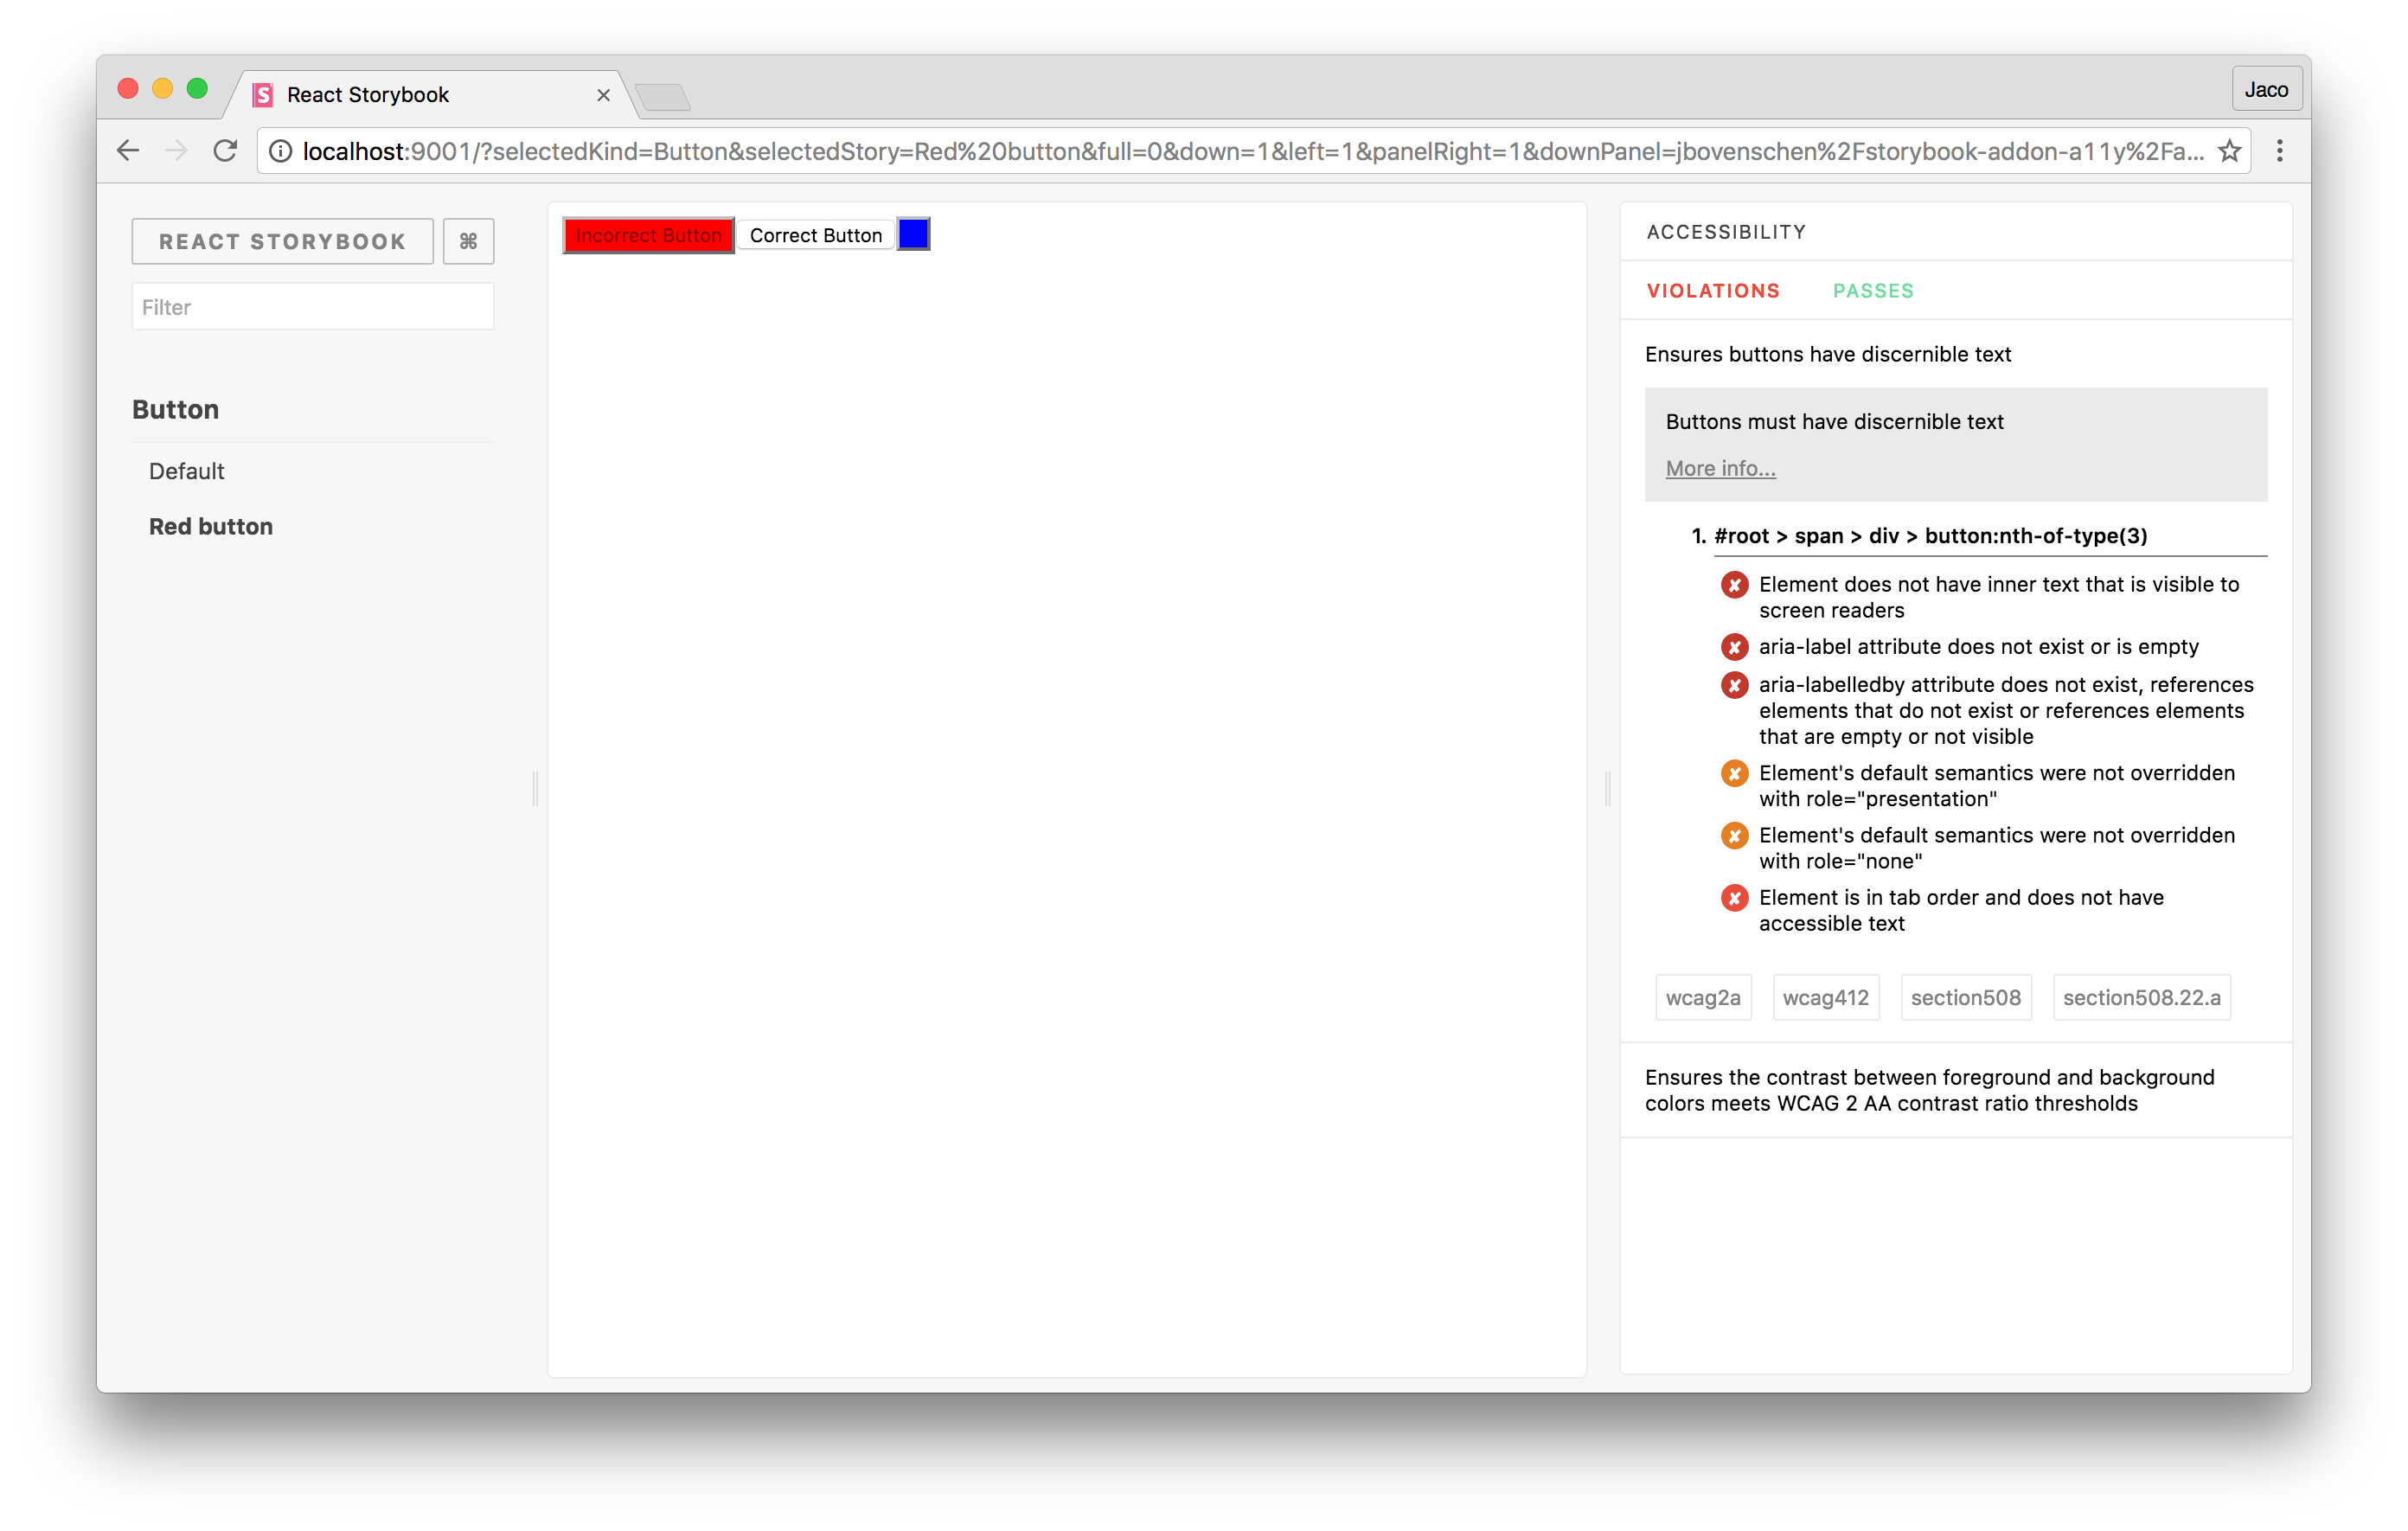 React Storybook
Jaco
localhost:9001/?selectedKind=Button&selectedStory=Red%20button&full=0&down=1&left=1&panelRight=1&downPanel=jbovenschen%2Fstorybook-addon-a11y%2Fa...
REACT STORYBOOK
⌘
Filter
Button
Default
Red button
Incorrect Button
Correct Button
ACCESSIBILITY
VIOLATIONS
PASSES
Ensures buttons have discernible text
Buttons must have discernible text
More info...
1. #root > span > div > button:nth-of-type(3)
Element does not have inner text that is visible to
screen readers
aria-label attribute does not exist or is empty
aria-labelledby attribute does not exist, references
elements that do not exist or references elements
that are empty or not visible
Element's default semantics were not overridden
with role="presentation"
Element's default semantics were not overridden
with role="none"
Element is in tab order and does not have
accessible text
wcag2a
wcag412
section508
section508.22.a
Ensures the contrast between foreground and background
colors meets WCAG 2 AA contrast ratio thresholds